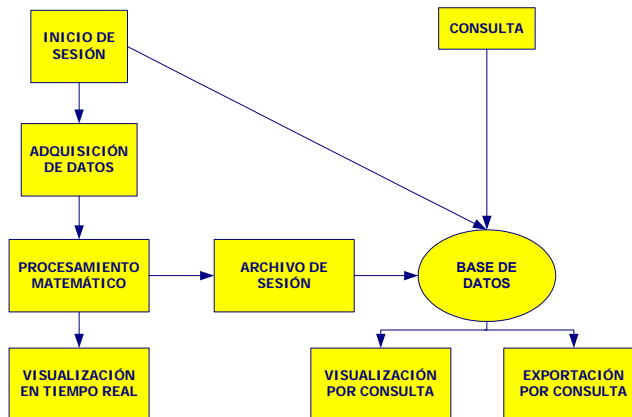 INICIO DE
SESIÓN
CONSULTA
ADQUISICIÓN
DE DATOS
PROCESAMIENTO
MATEMÁTICO
ARCHIVO DE
SESIÓN
BASE DE
DATOS
VISUALIZACIÓN
EN TIEMPO REAL
VISUALIZACIÓN
POR CONSULTA
EXPORTACIÓN
POR CONSULTA